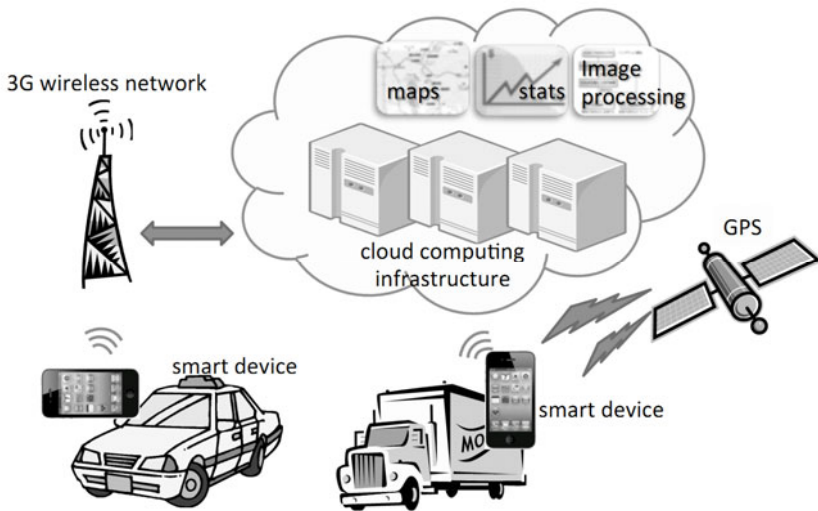 3G wireless network
maps
stats
Image
processing
cloud computing
infrastructure
GPS
smart device
smart device
MO